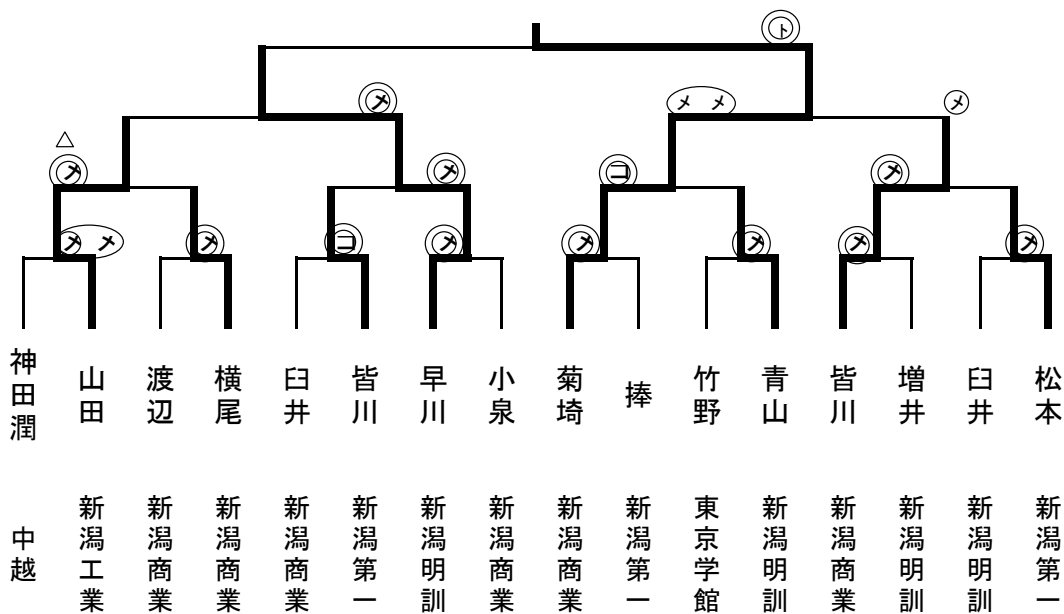 ト
メ
メ メ
メ
△
メ
メ
コ
メ
メ メ
メ
コ
メ
メ
メ
メ
メ
神田潤
山田
渡辺
横尾
臼井
皆川
早川
小泉
菊埼
捧
竹野
青山
皆川
増井
臼井
松本
中越
新潟工業
新潟商業
新潟商業
新潟商業
新潟第一
新潟明訓
新潟商業
新潟商業
新潟第一
東京学館
新潟明訓
新潟商業
新潟明訓
新潟明訓
新潟第一